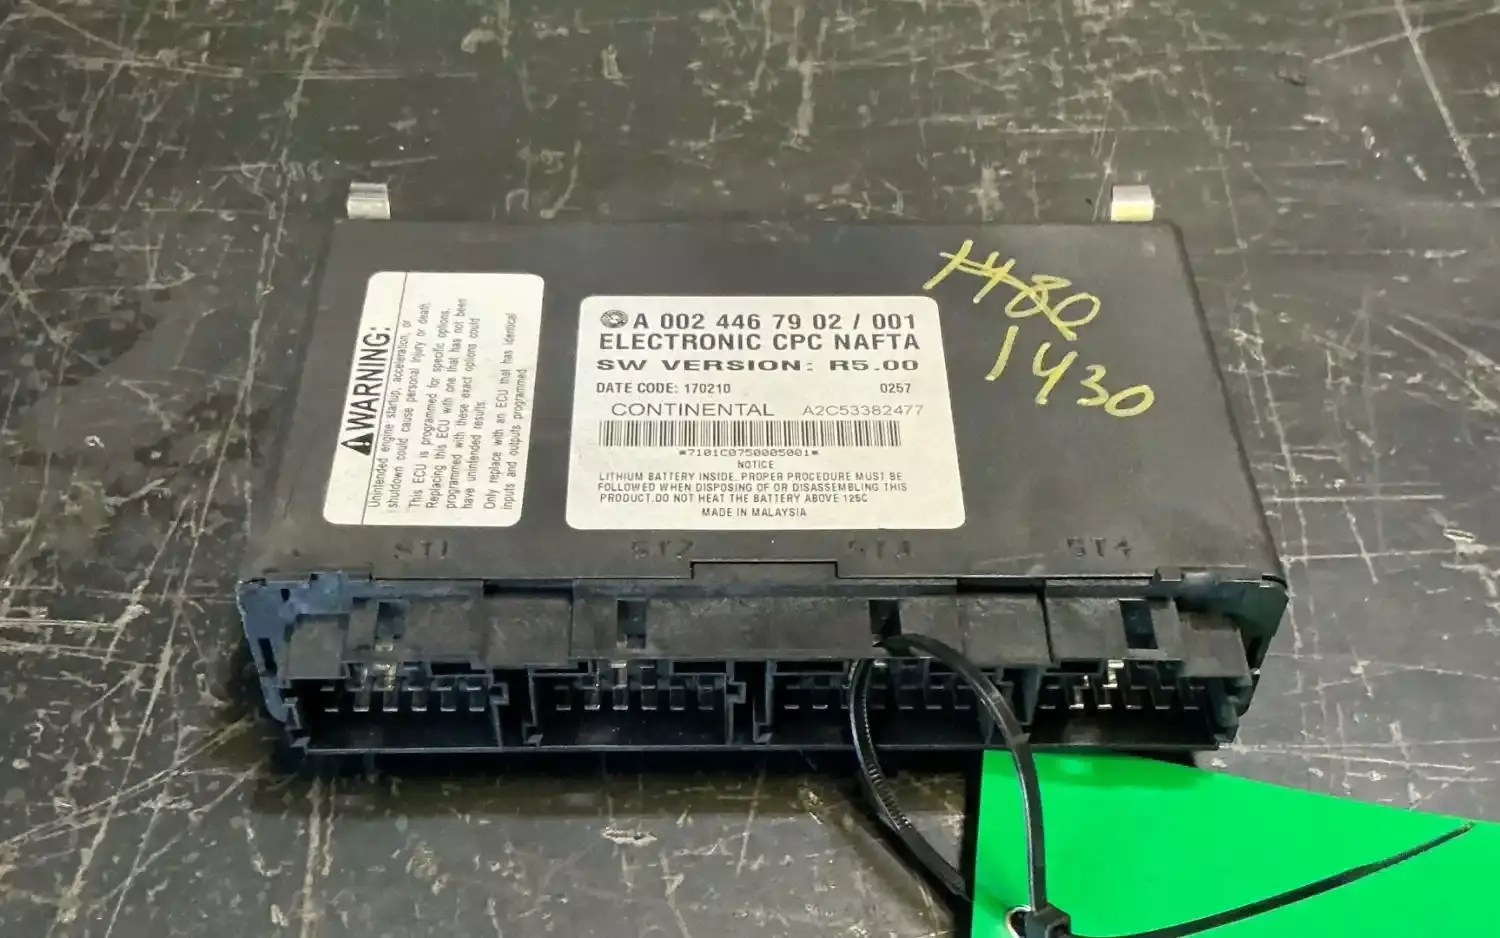 ⚠WARNING:
Unintended engine startup, acceleration, or
shutdown could cause personal injury or death.
This ECU is programmed for specific options.
Replacing this ECU with one that has not been
programmed with these exact options could
have unintended results.
Only replace with an ECU that has identical
inputs and outputs programmed
A 002 446 79 02 / 001
ELECTRONIC CPC NAFTA
SW VERSION: R5.00
DATE CODE: 170210 0257
CONTINENTAL A2C53382477
*7101C0750005001*
NOTICE
LITHIUM BATTERY INSIDE. PROPER PROCEDURE MUST BE
FOLLOWED WHEN DISPOSING OF OR DISASSEMBLING THIS
PRODUCT.DO NOT HEAT THE BATTERY ABOVE 125C
MADE IN MALAYSIA
1430
ST1 ST2 ST3 ST4